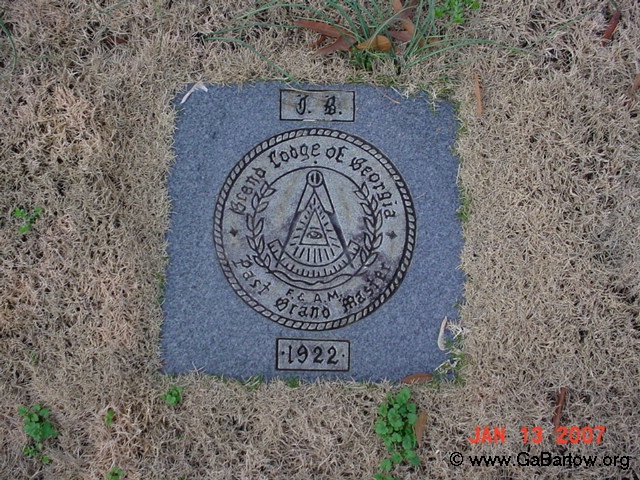 J. B.
Grand Lodge of Georgia
F. & A. M.
Past Grand Master
·1922·
JAN 13 2007
© www.GaBartow.org